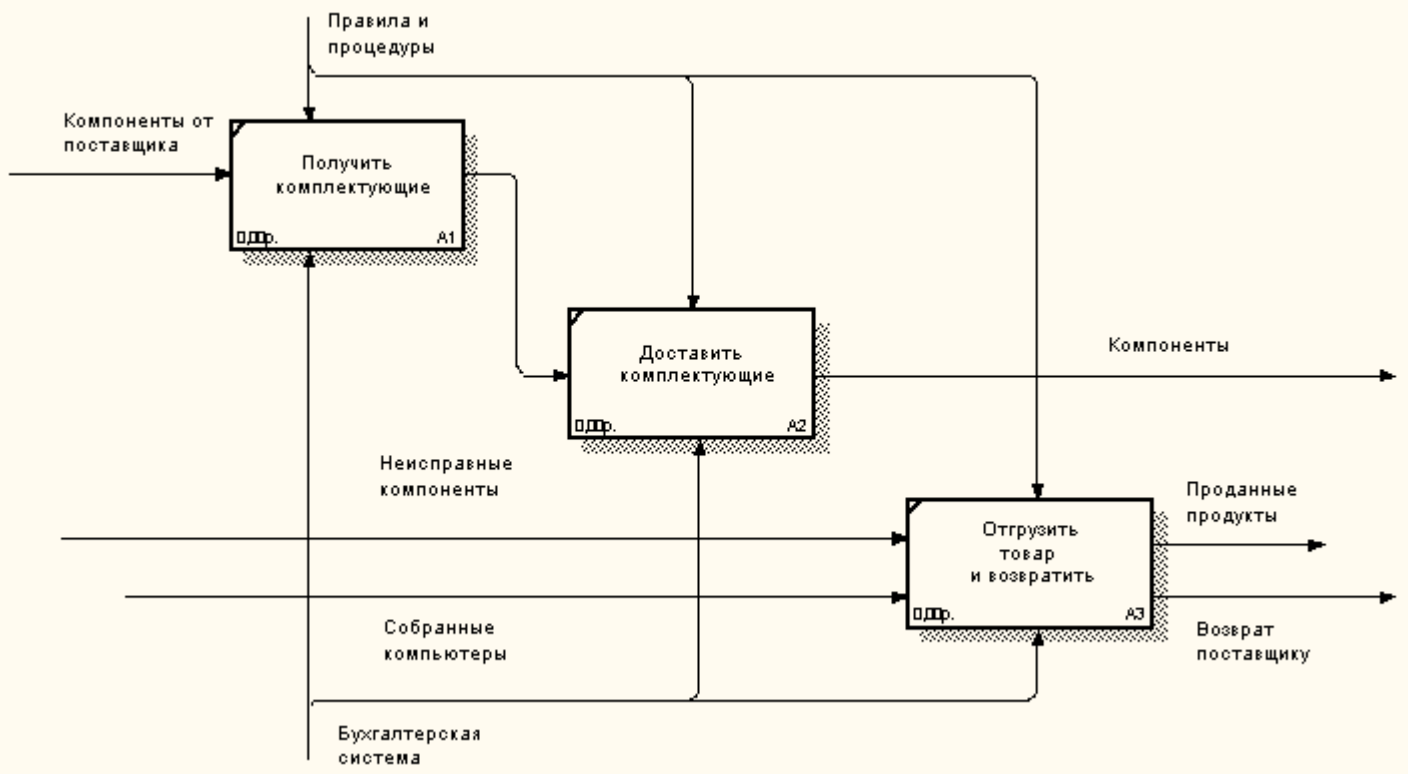 Правила и
процедуры
Компоненты от
поставщика
Получить
комплектующие
A1
Доставить
комплектующие
A2
Компоненты
Неисправные
компоненты
Проданные
продукты
Отгрузить
товар
и возвратить
A3
Собранные
компьютеры
Возврат
поставщику
Бухгалтерская
система